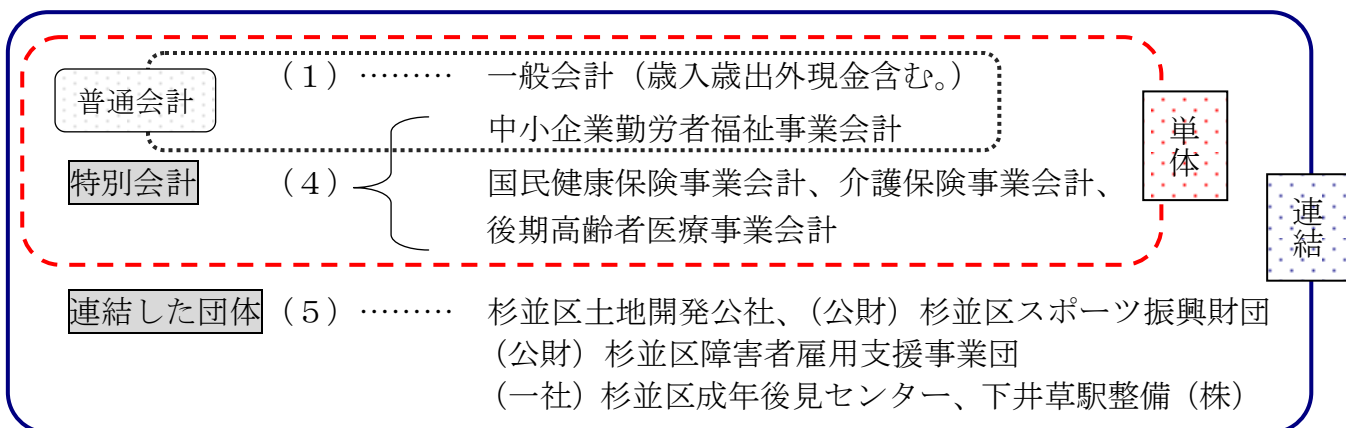 普通会計
（１）……… 一般会計（歳入歳出外現金含む。）
中小企業勤労者福祉事業会計
特別会計 （４） 国民健康保険事業会計、介護保険事業会計、
後期高齢者医療事業会計
単体
連結
連結した団体（５）……… 杉並区土地開発公社、（公財）杉並区スポーツ振興財団
（公財）杉並区障害者雇用支援事業団
（一社）杉並区成年後見センター、下井草駅整備（株）